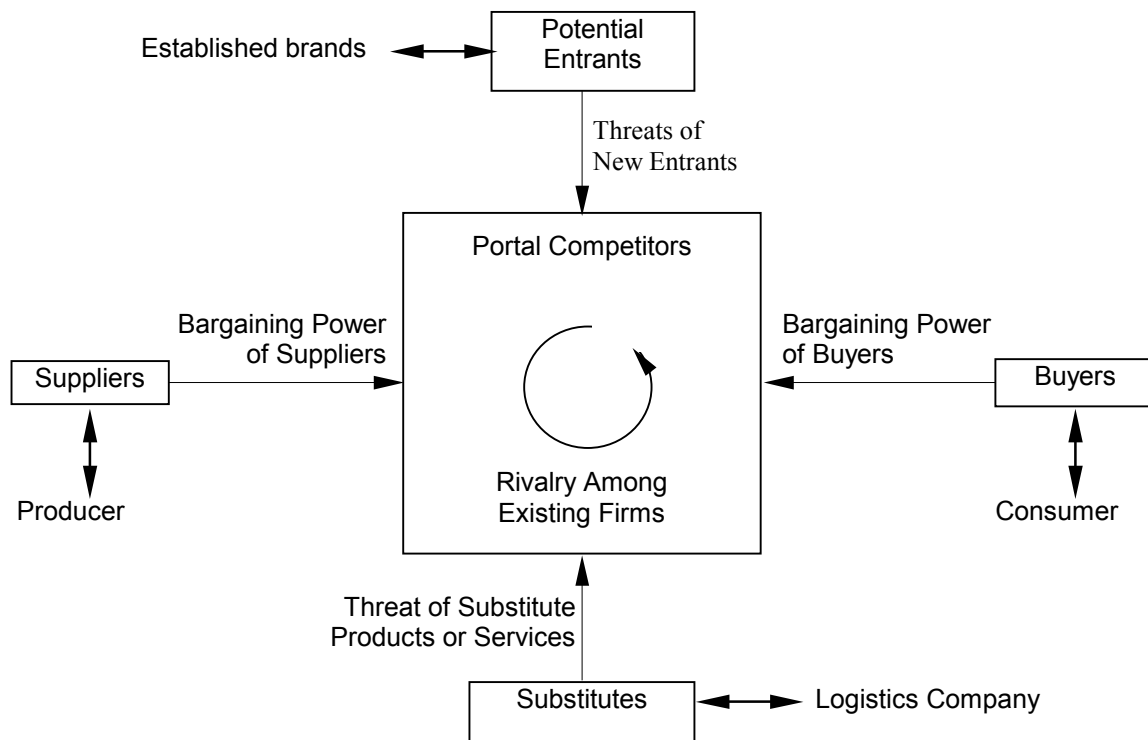 Established brands
Potential
Entrants
Threats of
New Entrants
Portal Competitors
Bargaining Power
of Suppliers
Bargaining Power
of Buyers
Suppliers
Buyers
Producer
Rivalry Among
Existing Firms
Consumer
Threat of Substitute
Products or Services
Substitutes
Logistics Company